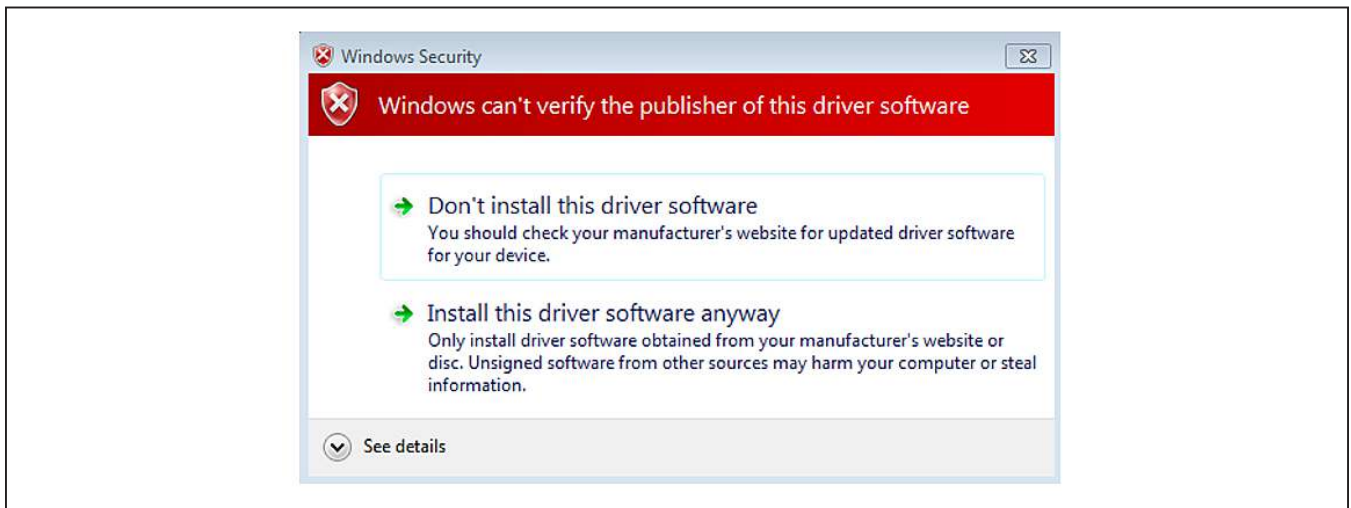 Windows Security
Windows can't verify the publisher of this driver software
Don't install this driver software
You should check your manufacturer's website for updated driver software
for your device.
Install this driver software anyway
Only install driver software obtained from your manufacturer's website or
disc. Unsigned software from other sources may harm your computer or steal
information.
See details